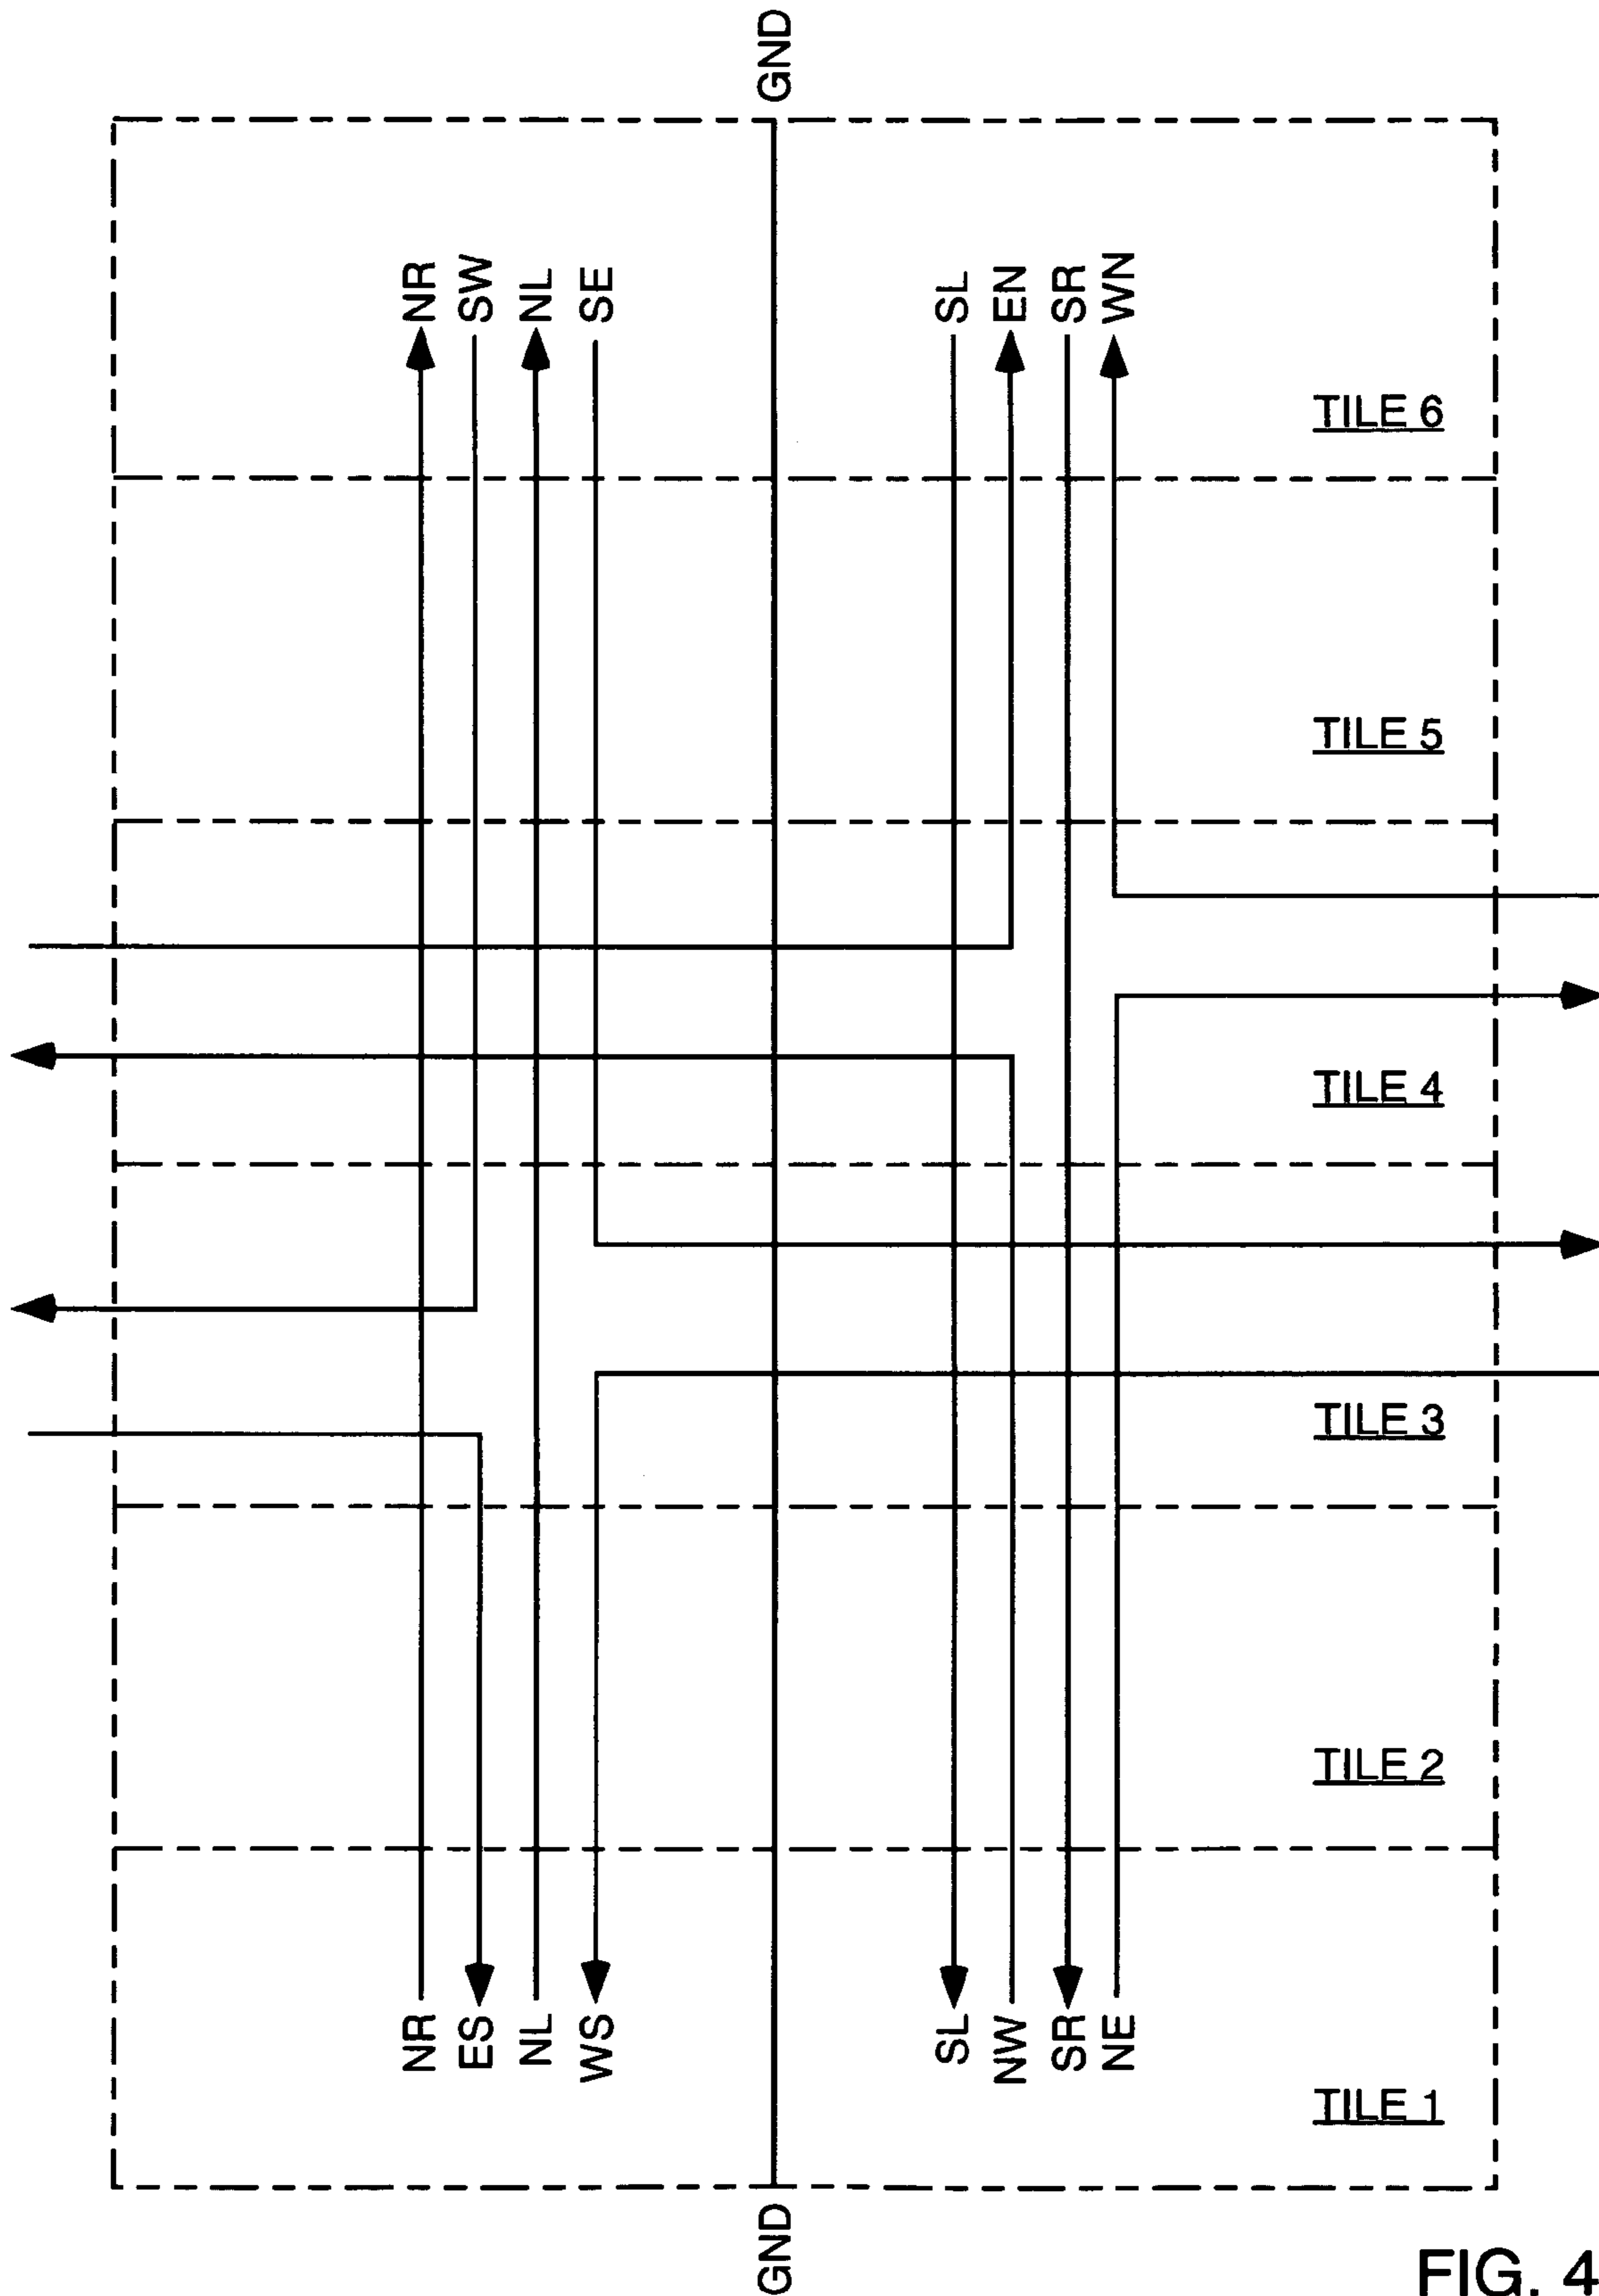 GND
NR
SW
NL
SE
SL
EN
SR
WN
TILE 6
TILE 5
TILE 4
TILE 3
TILE 2
NR
ES
NL
WS
SL
NW
SR
NE
TILE 1
GND
FIG. 4